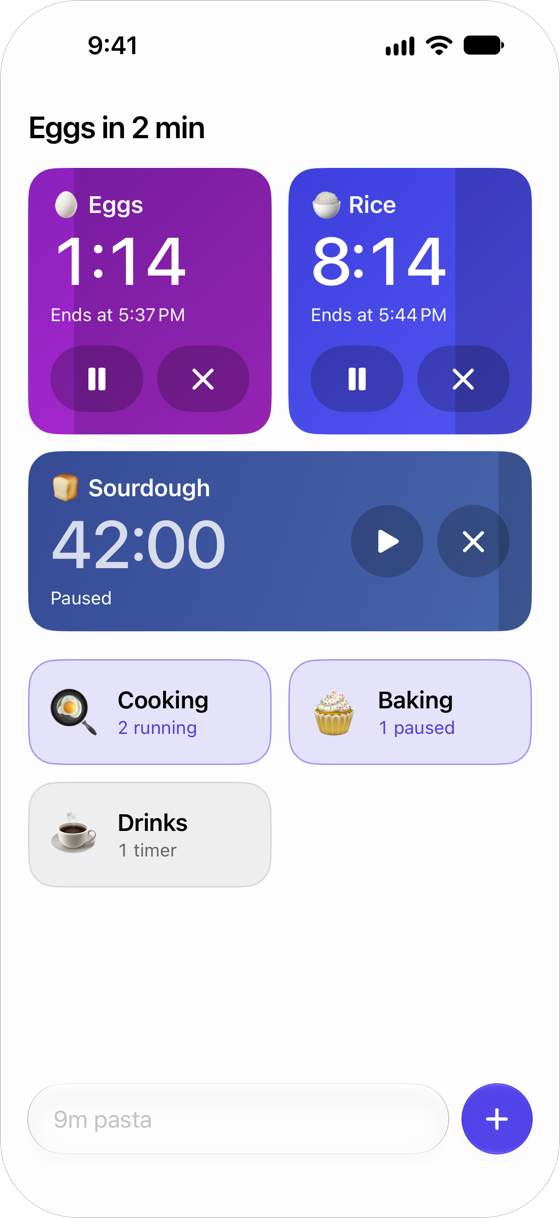 9:41
Eggs in 2 min
Eggs
1:14
Ends at 5:37 PM
Rice
8:14
Ends at 5:44 PM
Sourdough
42:00
Paused
Cooking
2 running
Baking
1 paused
Drinks
1 timer
9m pasta